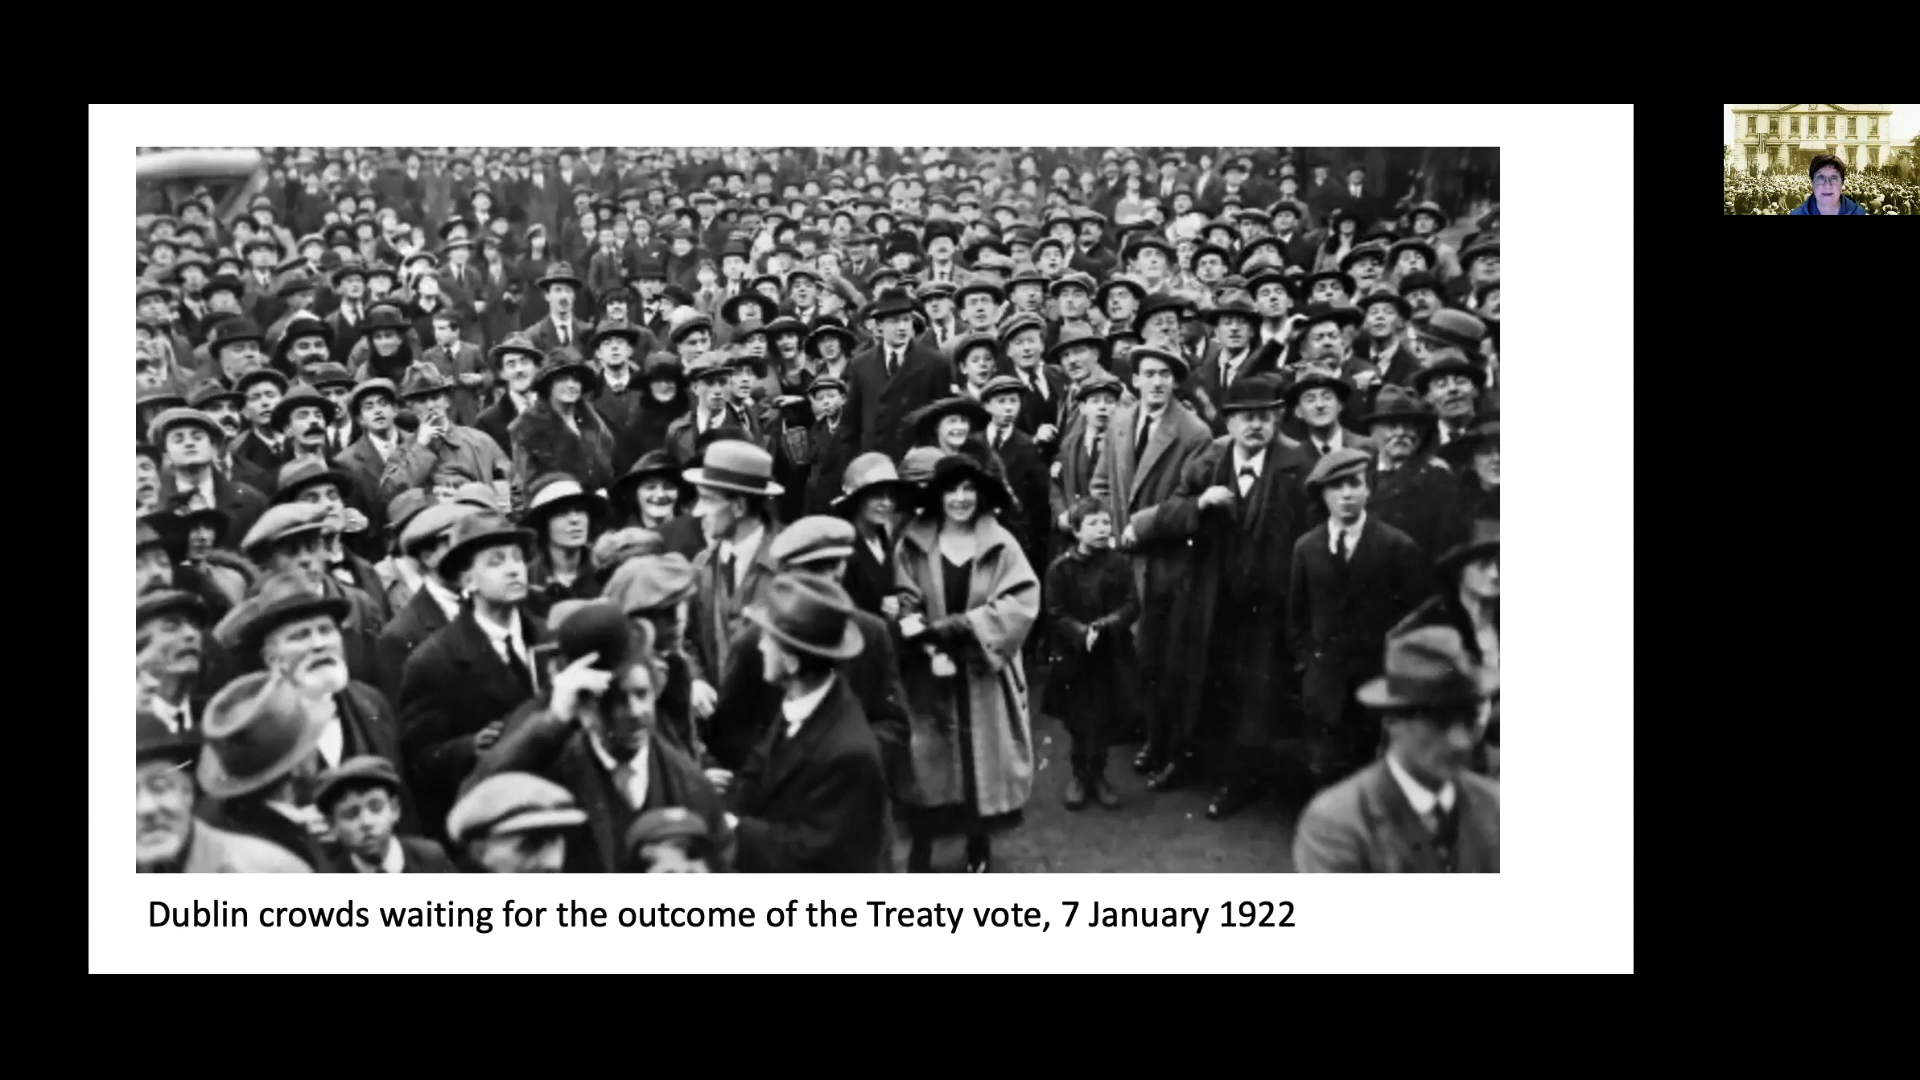 Dublin crowds waiting for the outcome of the Treaty vote, 7 January 1922